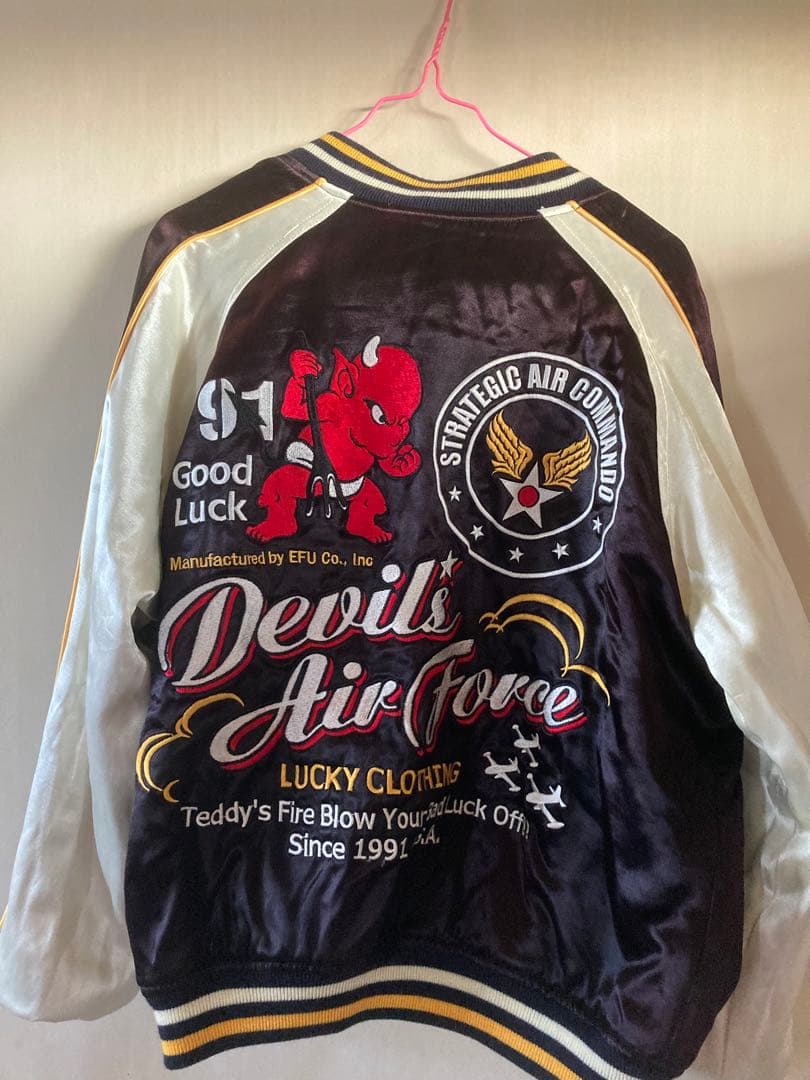 91
Good
Luck
STRATEGIC AIR COMMANDO
Manufactured by EFU Co., Inc
Devil's
Air Force
LUCKY CLOTHING
Teddy's Fire Blow Your Bad Luck Off!!
Since 1991